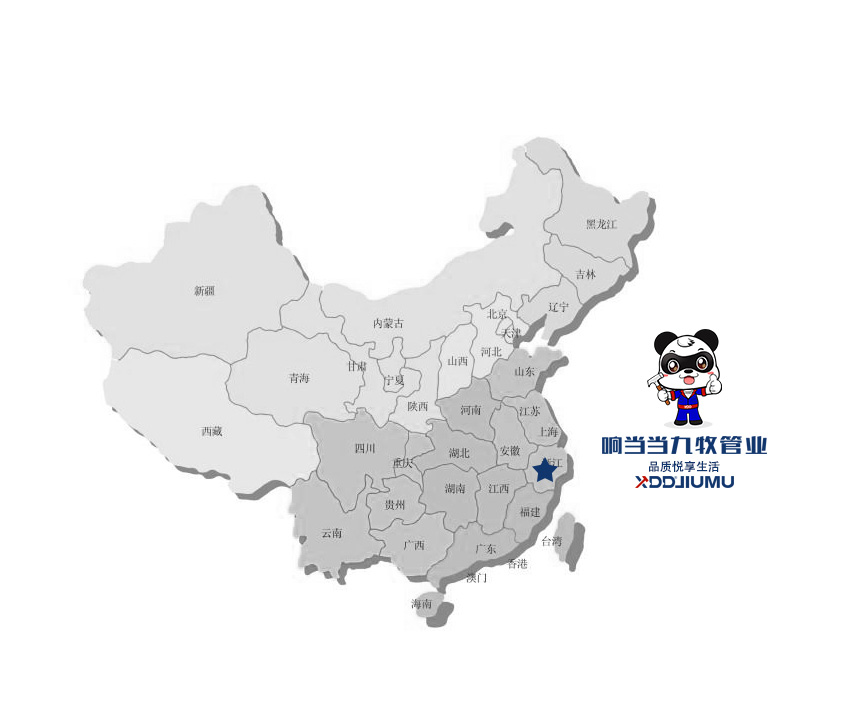 黑龙江
吉林
辽宁
新疆
北京
天津
内蒙古
河北
山西
甘肃
宁夏
青海
山东
陕西
河南
江苏
西藏
上海
四川
湖北
安徽
重庆
江
响当当九牧管业
品质悦享生活
XDDJIUMU
湖南
江西
贵州
福建
云南
台湾
广西
广东
香港
澳门
海南